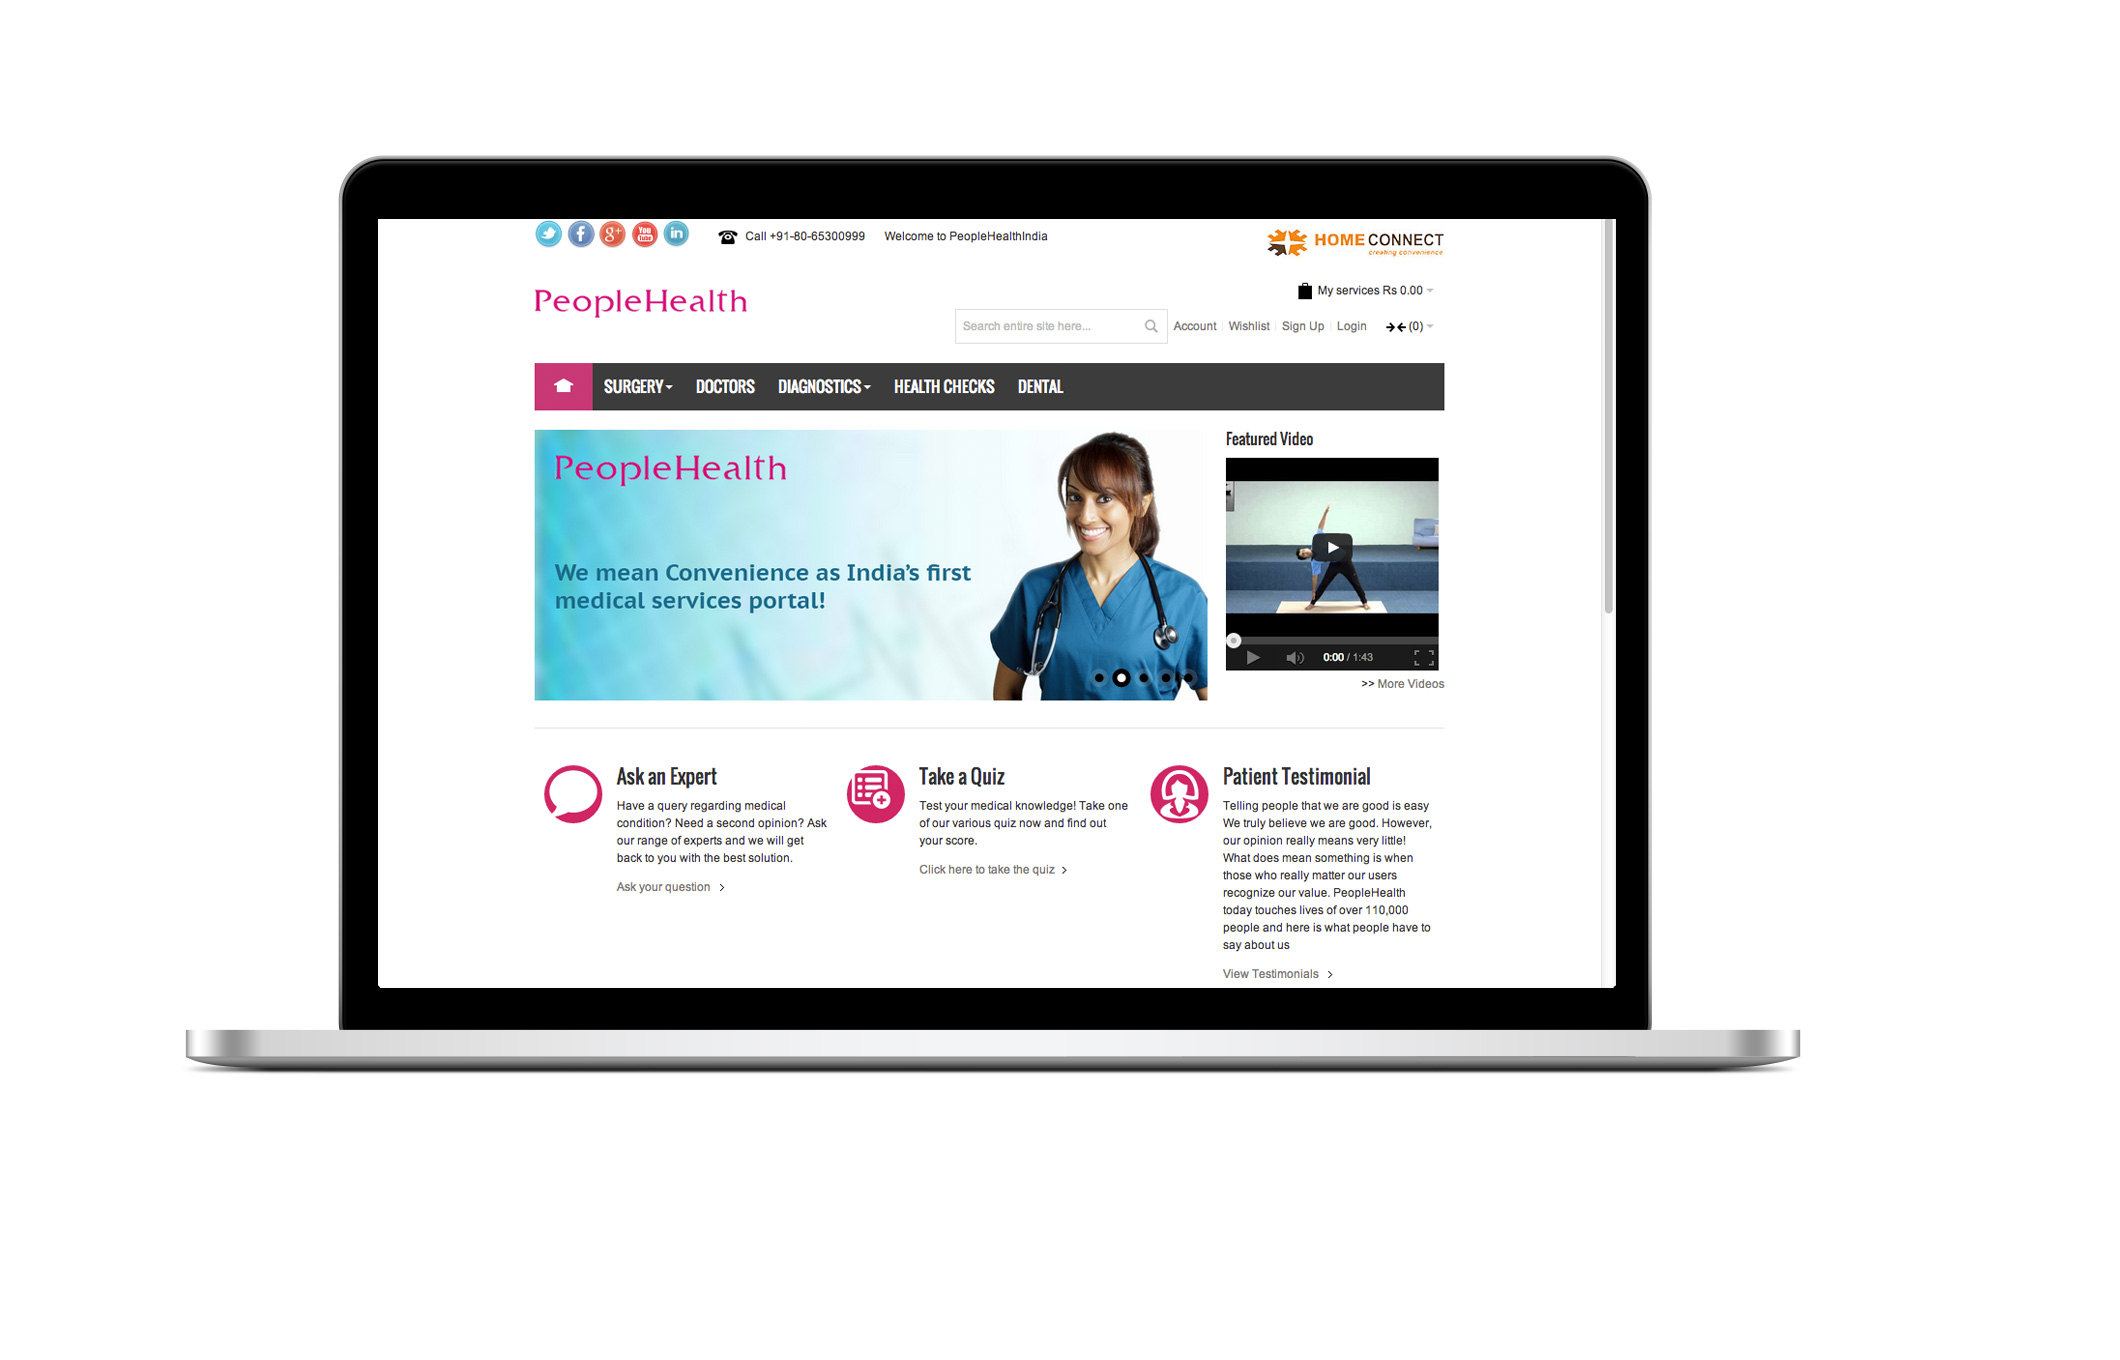 g+
You
Tube
in
Call +91-80-65300999
Welcome to PeopleHealthIndia
HOMECONNECT
creating convenience
PeopleHealth
My services Rs 0.00
Search entire site here...
Account
Wishlist
Sign Up
Login
(0)
SURGERY
DOCTORS
DIAGNOSTICS
HEALTH CHECKS
DENTAL
PeopleHealth
We mean Convenience as India's first
medical services portal!
Featured Video
0:00 / 1:43
>> More Videos
Ask an Expert
Have a query regarding medical
condition? Need a second opinion? Ask
our range of experts and we will get
back to you with the best solution.
Ask your question >
Take a Quiz
Test your medical knowledge! Take one
of our various quiz now and find out
your score.
Click here to take the quiz >
Patient Testimonial
Telling people that we are good is easy
We truly believe we are good. However,
our opinion really means very little!
What does mean something is when
those who really matter our users
recognize our value. PeopleHealth
today touches lives of over 110,000
people and here is what people have to
say about us
View Testimonials >